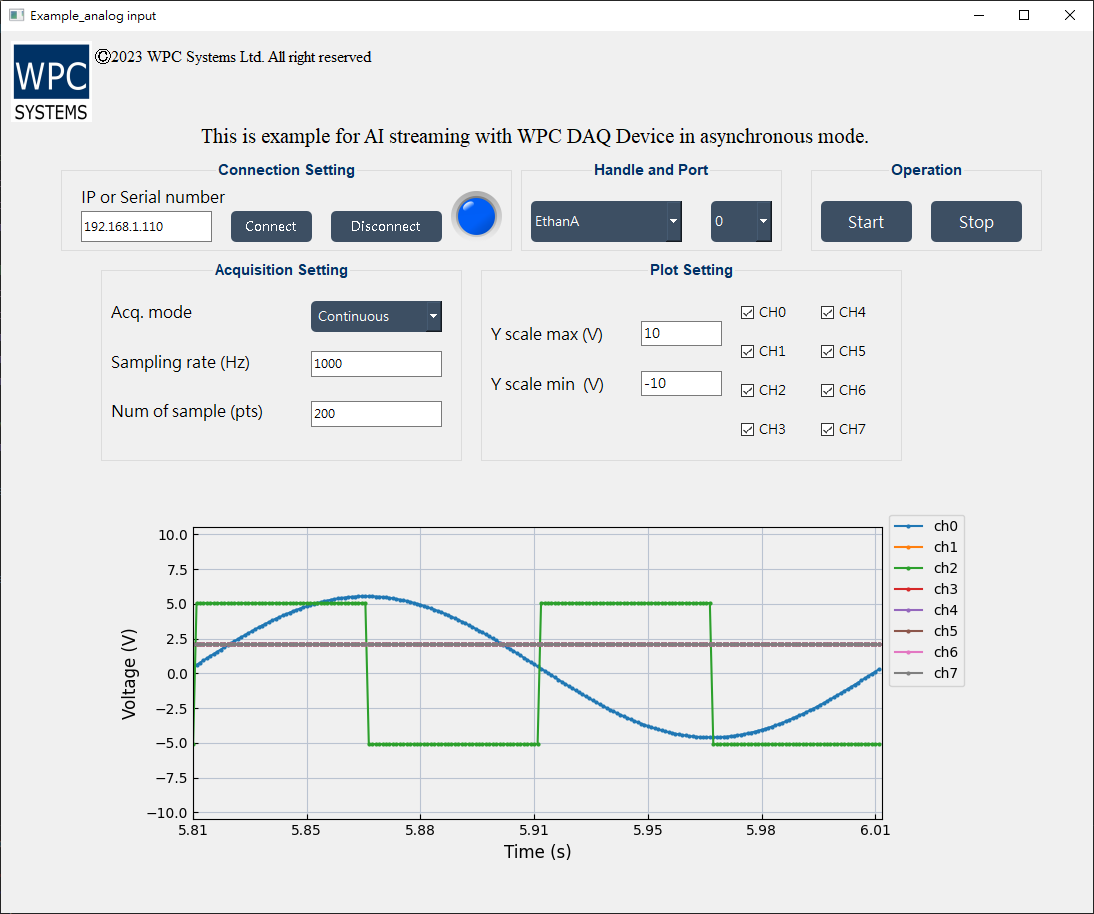 Example_analog input
WPC
SYSTEMS
©2023 WPC Systems Ltd. All right reserved
This is example for AI streaming with WPC DAQ Device in asynchronous mode.
Connection Setting
IP or Serial number
192.168.1.110
Connect
Disconnect
Handle and Port
EthanA
0
Operation
Start
Stop
Acquisition Setting
Acq. mode
Continuous
Sampling rate (Hz)
1000
Num of sample (pts)
200
Plot Setting
Y scale max (V)
10
Y scale min (V)
-10
CH0
CH1
CH2
CH3
CH4
CH5
CH6
CH7
Voltage (V)
10.0
7.5
5.0
2.5
0.0
−2.5
−5.0
−7.5
−10.0
5.81 5.85 5.88 5.91 5.95 5.98 6.01
Time (s)
ch0
ch1
ch2
ch3
ch4
ch5
ch6
ch7